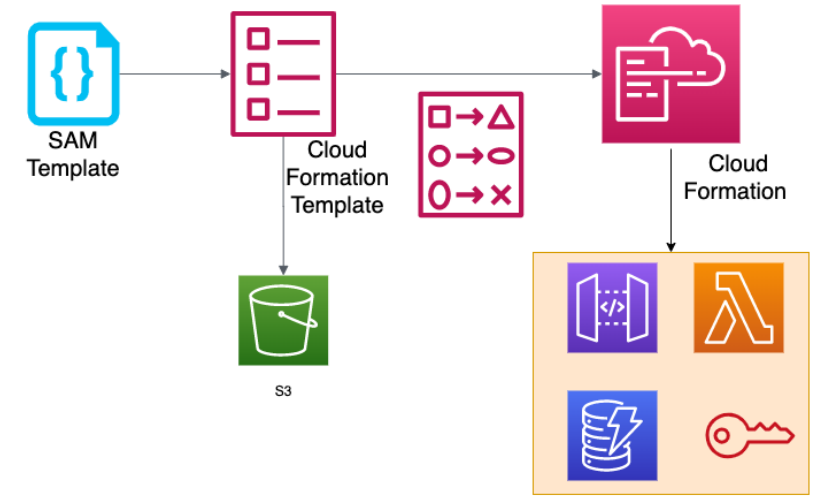 SAM
Template
Cloud
Formation
Template
Cloud
Formation
S3